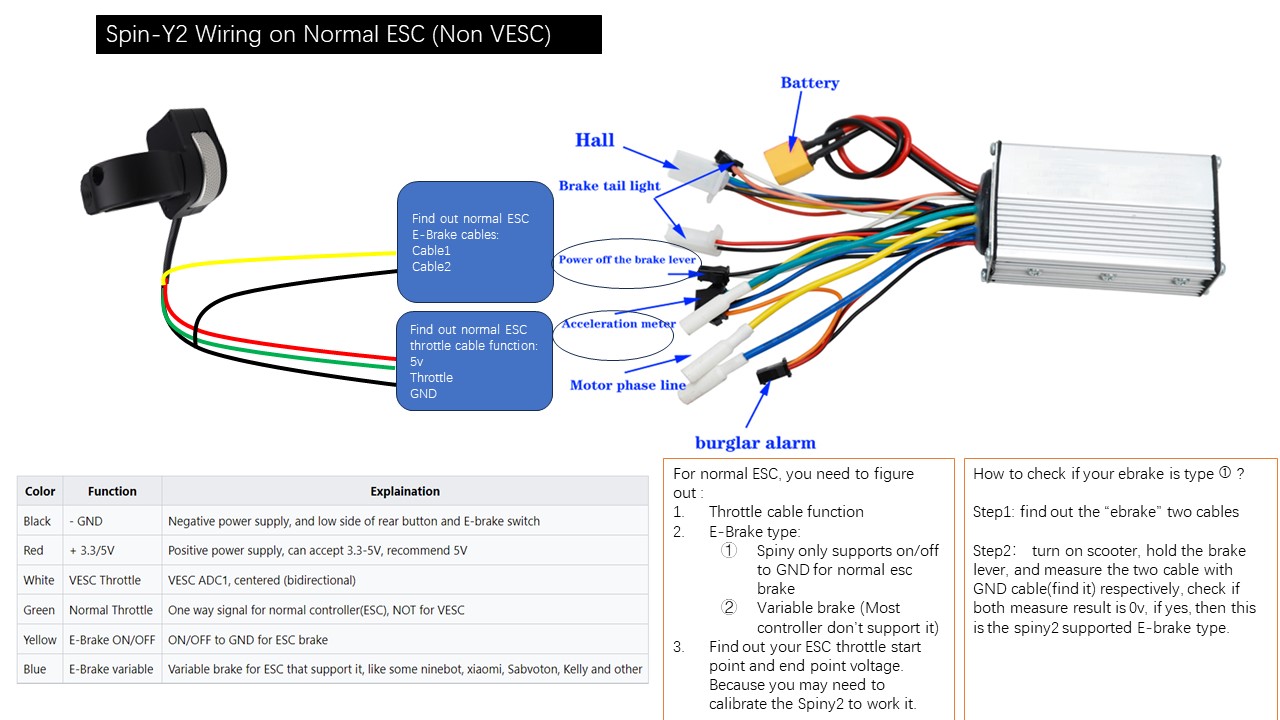 Spin-Y2 Wiring on Normal ESC (Non VESC)
Battery
Hall
Brake tail light
Find out normal ESC
E-Brake cables:
Cable1
Cable2
Power off the brake lever
Find out normal ESC
throttle cable function:
5v
Throttle
GND
Acceleration meter
Motor phase line
burglar alarm
Color Function Explaination
Black - GND Negative power supply, and low side of rear button and E-brake switch
Red + 3.3/5V Positive power supply, can accept 3.3-5V, recommend 5V
White VESC Throttle VESC ADC1, centered (bidirectional)
Green Normal Throttle One way signal for normal controller(ESC), NOT for VESC
Yellow E-Brake ON/OFF ON/OFF to GND for ESC brake
Blue E-Brake variable Variable brake for ESC that support it, like some ninebot, xiaomi, Sabvoton, Kelly and other
For normal ESC, you need to figure
out :
1. Throttle cable function
2. E-Brake type:
① Spiny only supports on/off
to GND for normal esc
brake
② Variable brake (Most
controller don't support it)
3. Find out your ESC throttle start
point and end point voltage.
Because you may need to
calibrate the Spiny2 to work it.
How to check if your ebrake is type ① ?
Step1: find out the “ebrake” two cables
Step2： turn on scooter, hold the brake
lever, and measure the two cable with
GND cable(find it) respectively, check if
both measure result is 0v, if yes, then this
is the spiny2 supported E-brake type.